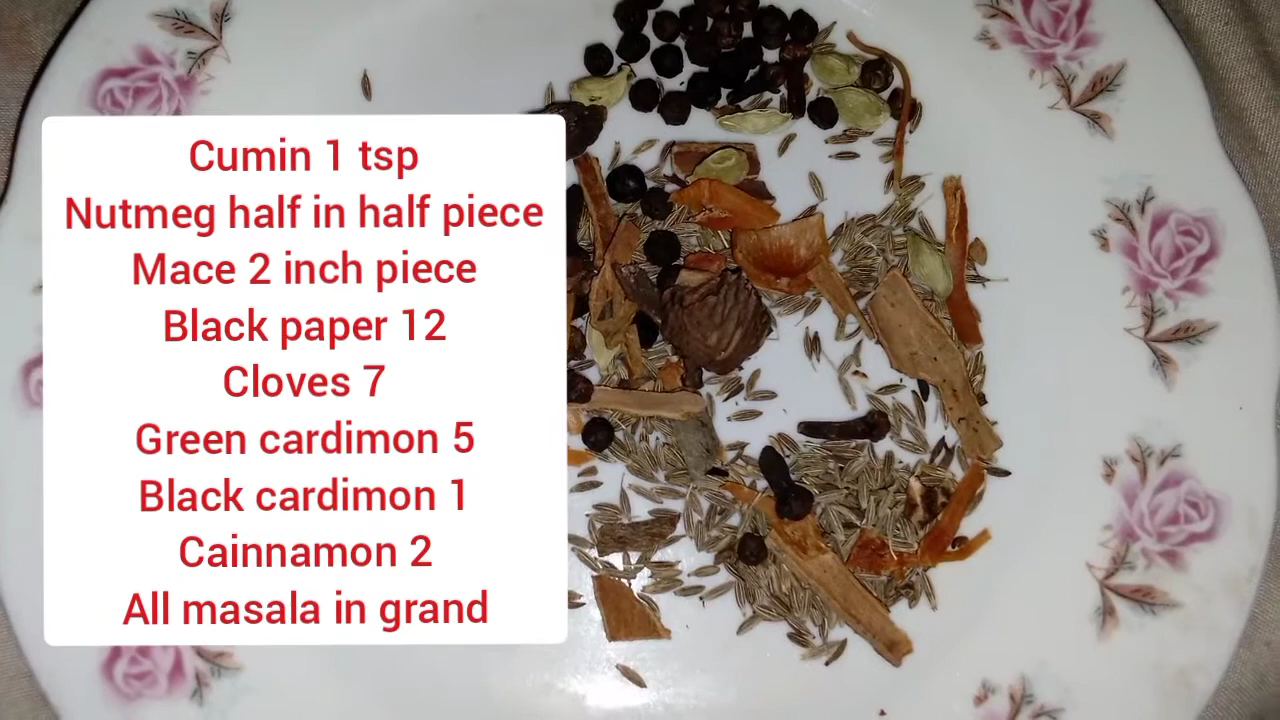 Cumin 1 tsp
Nutmeg half in half piece
Mace 2 inch piece
Black paper 12
Cloves 7
Green cardimon 5
Black cardimon 1
Cainnamon 2
All masala in grand